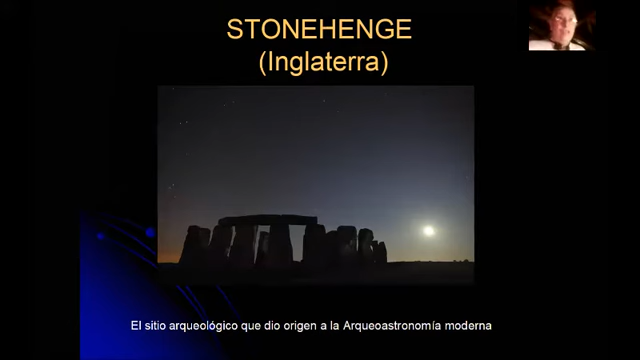 STONEHENGE
(Inglaterra)
El sitio arqueológico que dio origen a la Arqueoastronomía moderna